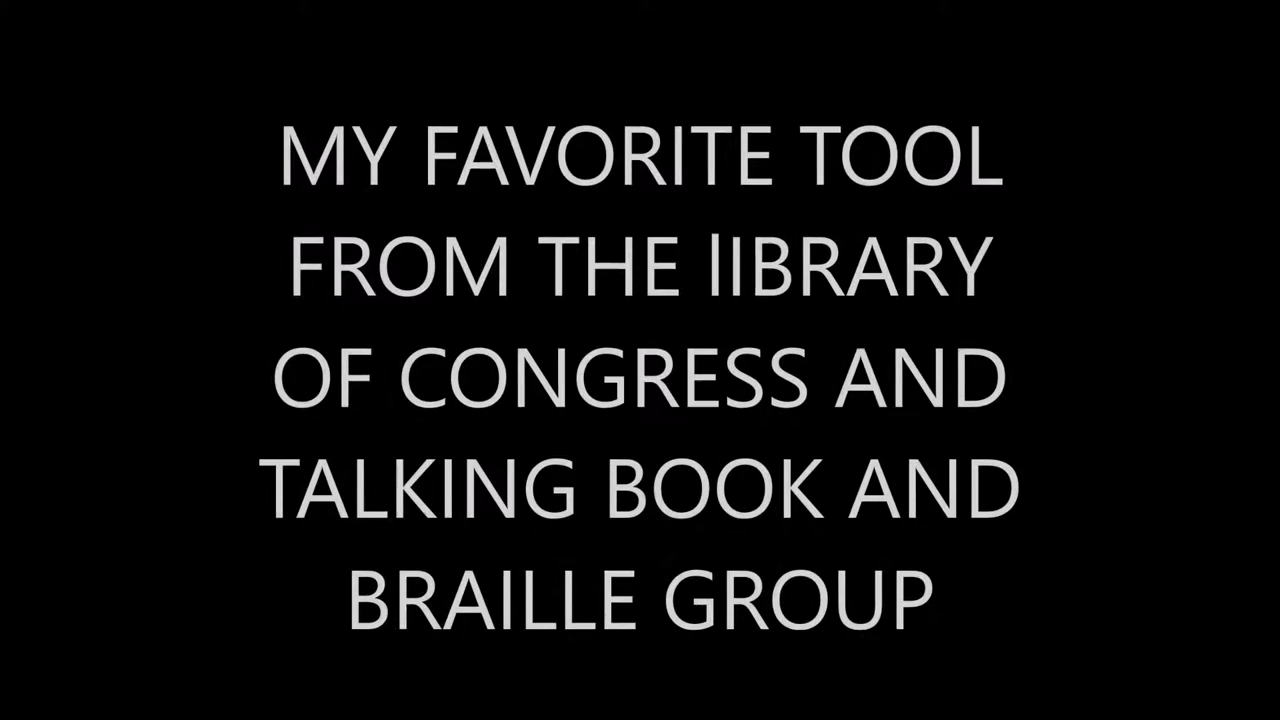 MY FAVORITE TOOL
FROM THE lIBRARY
OF CONGRESS AND
TALKING BOOK AND
BRAILLE GROUP